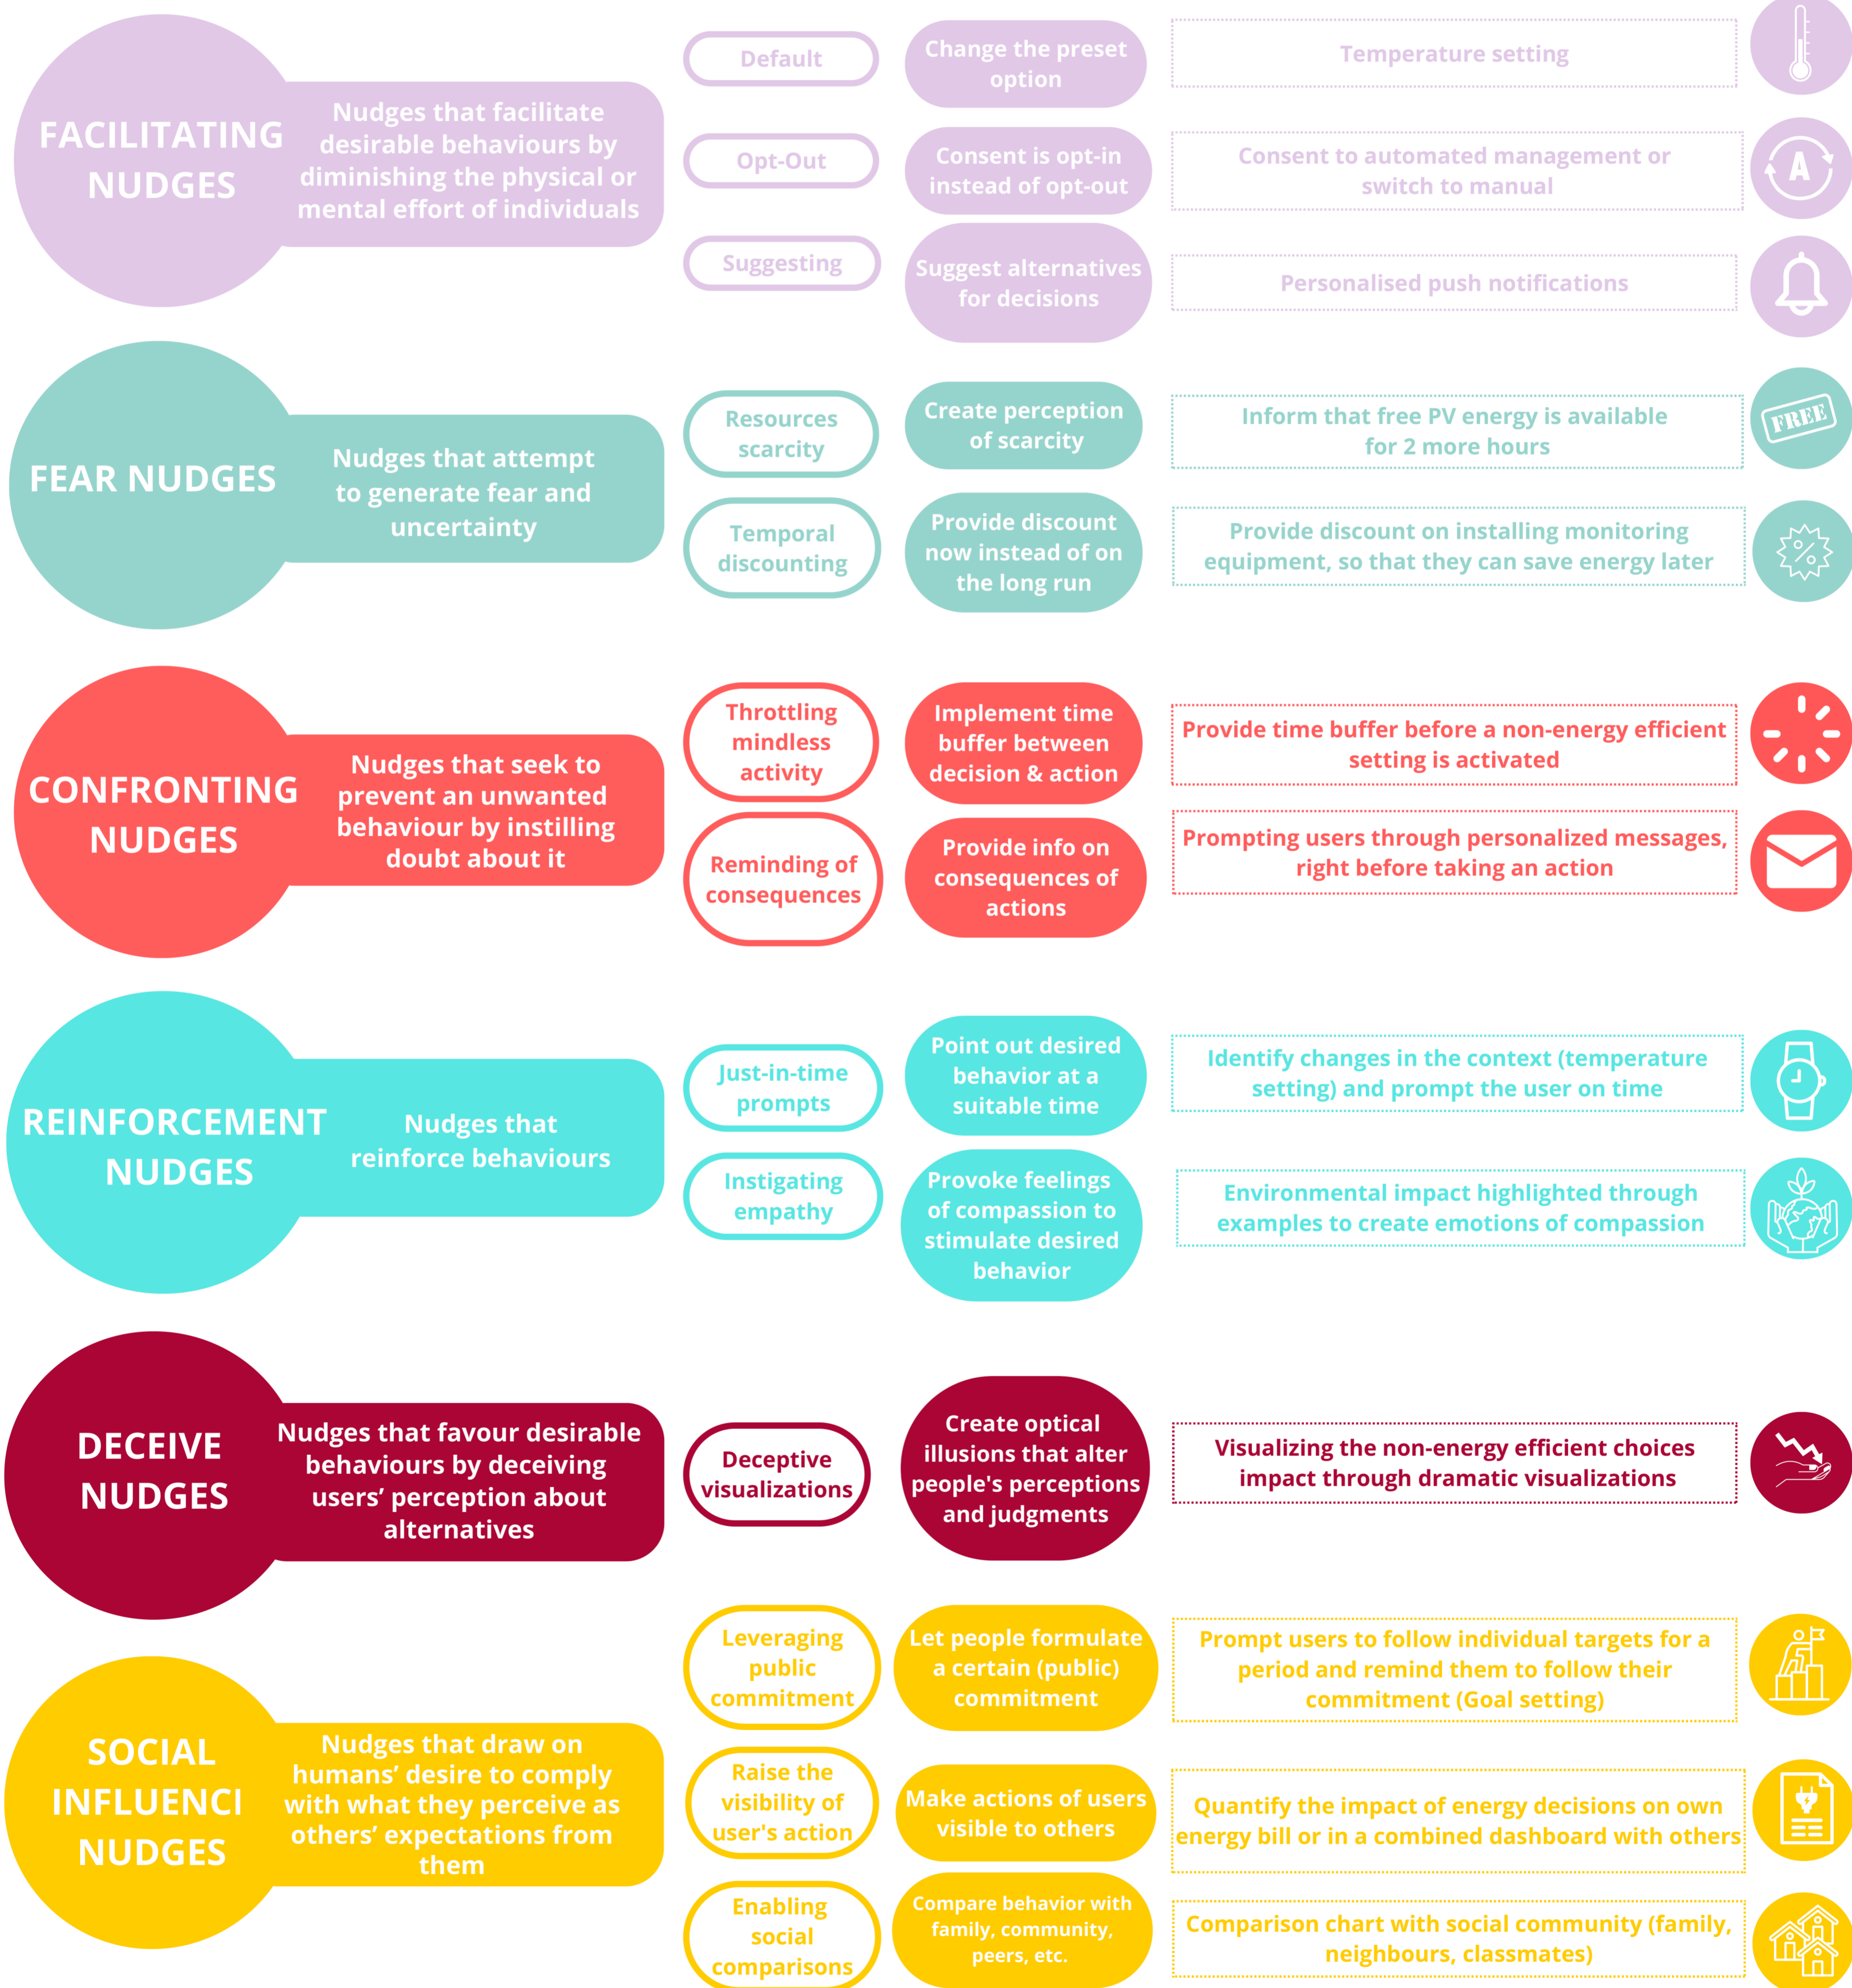 FACILITATING
NUDGES
Nudges that facilitate
desirable behaviours by
diminishing the physical or
mental effort of individuals
Default
Change the preset
option
Temperature setting
Opt-Out
Consent is opt-in
instead of opt-out
Consent to automated management or
switch to manual
A
Suggesting
Suggest alternatives
for decisions
Personalised push notifications
FEAR NUDGES
Nudges that attempt
to generate fear and
uncertainty
Resources
scarcity
Create perception
of scarcity
Inform that free PV energy is available
for 2 more hours
FREE
Temporal
discounting
Provide discount
now instead of on
the long run
Provide discount on installing monitoring
equipment, so that they can save energy later
%
CONFRONTING
NUDGES
Nudges that seek to
prevent an unwanted
behaviour by instilling
doubt about it
Throttling
mindless
activity
Implement time
buffer between
decision & action
Provide time buffer before a non-energy efficient
setting is activated
Reminding of
consequences
Provide info on
consequences of
actions
Prompting users through personalized messages,
right before taking an action
REINFORCEMENT
NUDGES
Nudges that
reinforce behaviours
Just-in-time
prompts
Point out desired
behavior at a
suitable time
Identify changes in the context (temperature
setting) and prompt the user on time
Instigating
empathy
Provoke feelings
of compassion to
stimulate desired
behavior
Environmental impact highlighted through
examples to create emotions of compassion
DECEIVE
NUDGES
Nudges that favour desirable
behaviours by deceiving
users’ perception about
alternatives
Deceptive
visualizations
Create optical
illusions that alter
people's perceptions
and judgments
Visualizing the non-energy efficient choices
impact through dramatic visualizations
SOCIAL
INFLUENCI
NUDGES
Nudges that draw on
humans’ desire to comply
with what they perceive as
others’ expectations from
them
Leveraging
public
commitment
Let people formulate
a certain (public)
commitment
Prompt users to follow individual targets for a
period and remind them to follow their
commitment (Goal setting)
Raise the
visibility of
user's action
Make actions of users
visible to others
Quantify the impact of energy decisions on own
energy bill or in a combined dashboard with others
Enabling
social
comparisons
Compare behavior with
family, community,
peers, etc.
Comparison chart with social community (family,
neighbours, classmates)